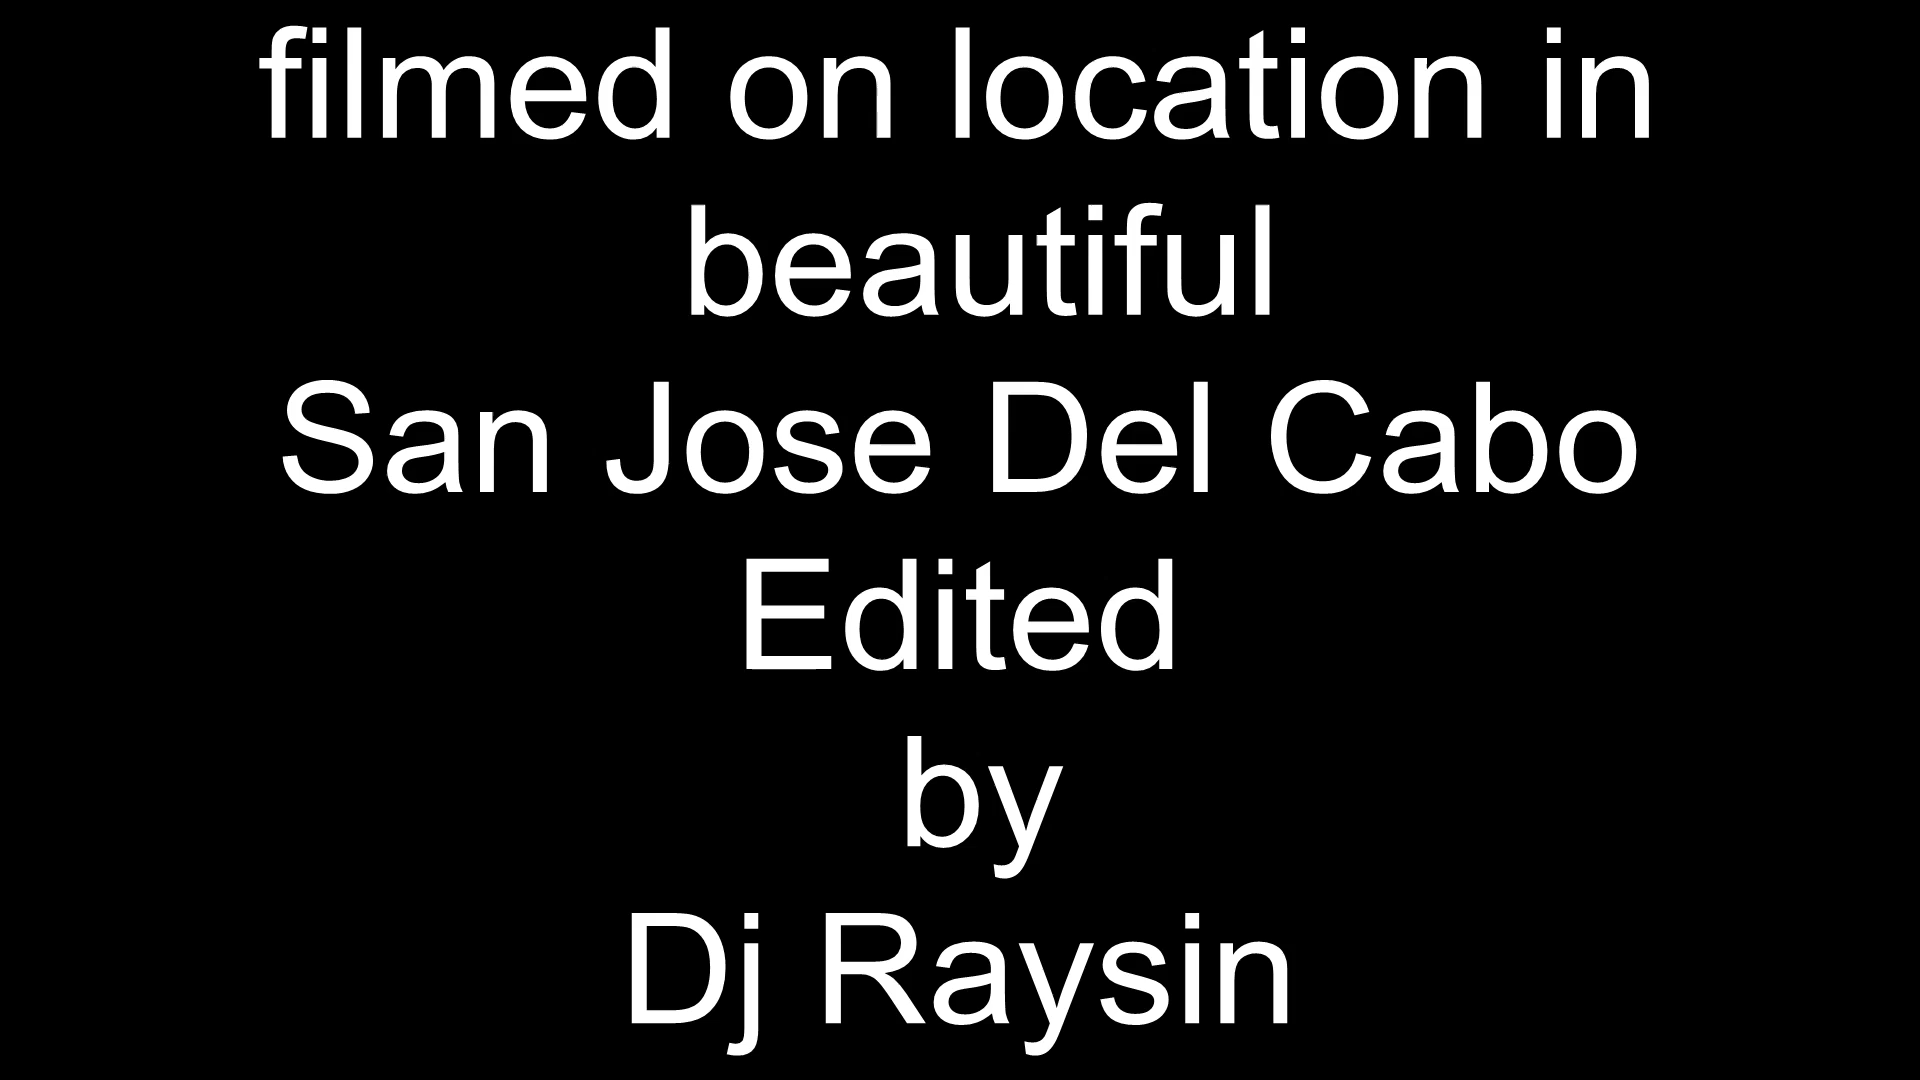 filmed on location in
beautiful
San Jose Del Cabo
Edited
by
Dj Raysin